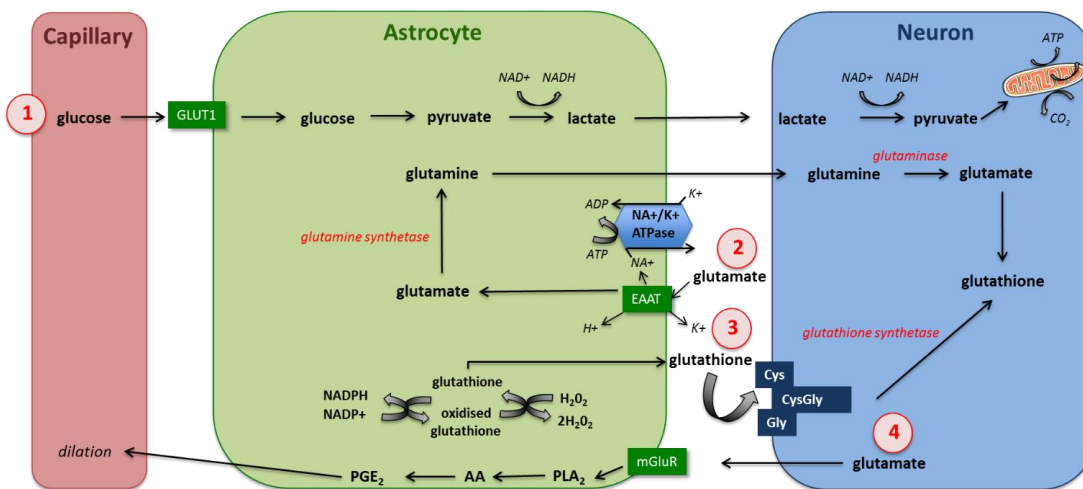 Capillary
Astrocyte
Neuron
1
glucose
GLUT1
glucose
pyruvate
NAD+ NADH
lactate
lactate
NAD+ NADH
pyruvate
ATP
CO2
glutamine
glutamine
glutaminase
glutamate
glutamine synthetase
ADP
K+
NA+/K+
ATPase
ATP
NA+
2
glutamate
glutamate
EAAT
H+
K+
glutathione
3
glutathione
glutathione synthetase
NADPH
NADP+
glutathione
oxidised
glutathione
H2O2
2H2O2
Cys
CysGly
Gly
4
glutamate
mGluR
dilation
PGE2
AA
PLA2